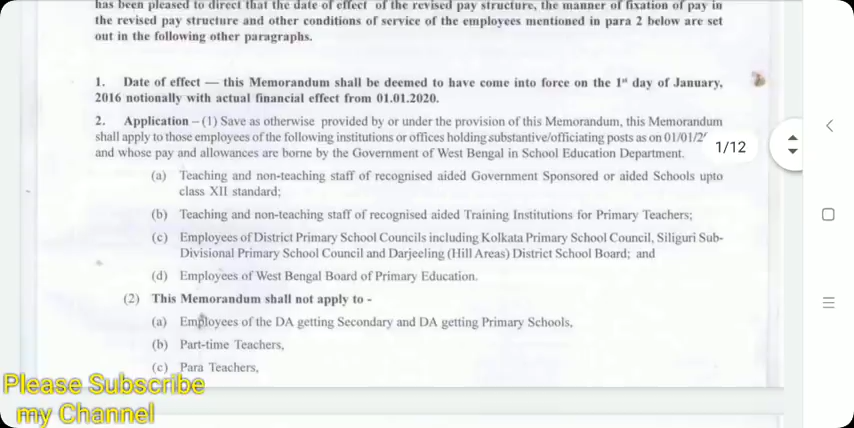 has been pleased to direct that the date of effect of the revised pay structure, the manner of fixation of pay in
the revised pay structure and other conditions of service of the employees mentioned in para 2 below are set
out in the following other paragraphs.
1. Date of effect — this Memorandum shall be deemed to have come into force on the 1st day of January,
2016 notionally with actual financial effect from 01.01.2020.
2. Application – (1) Save as otherwise provided by or under the provision of this Memorandum, this Memorandum
shall apply to those employees of the following institutions or offices holding substantive/officiating posts as on 01/01/2
and whose pay and allowances are borne by the Government of West Bengal in School Education Department.
1/12
(a) Teaching and non-teaching staff of recognised aided Government Sponsored or aided Schools upto
class XII standard;
(b) Teaching and non-teaching staff of recognised aided Training Institutions for Primary Teachers;
(c) Employees of District Primary School Councils including Kolkata Primary School Council, Siliguri Sub-
Divisional Primary School Council and Darjeeling (Hill Areas) District School Board; and
(d) Employees of West Bengal Board of Primary Education.
(2) This Memorandum shall not apply to -
(a) Employees of the DA getting Secondary and DA getting Primary Schools,
(b) Part-time Teachers,
(c) Para Teachers,
Please Subscribe
my Channel